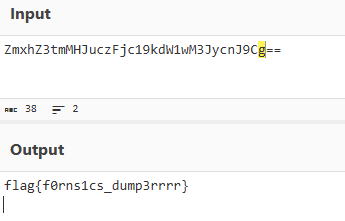 Input
ZmxhZ3tmMHJuczFjc19kdW1wM3JycnJ9Cg==
ABC 38 2
Output
flag{f0rns1cs_dump3rrrr}